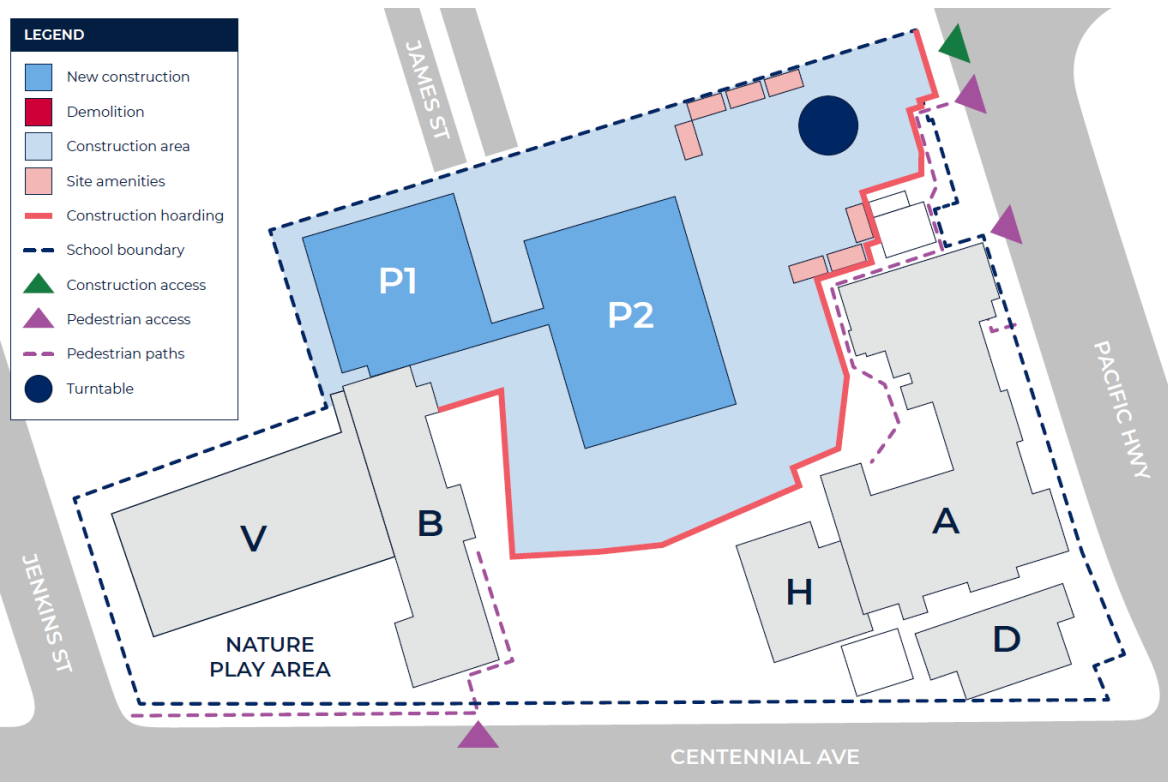 LEGEND
New construction
Demolition
Construction area
Site amenities
Construction hoarding
School boundary
Construction access
Pedestrian access
Pedestrian paths
Turntable
JAMES ST
P1
P2
PACIFIC HWY
V
B
A
H
D
JENKINS ST
NATURE
PLAY AREA
CENTENNIAL AVE